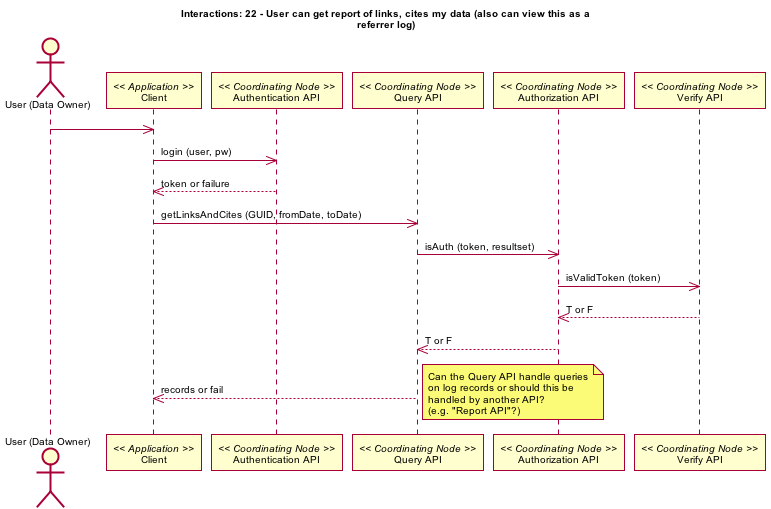 Interactions: 22 - User can get report of links, cites my data (also can view this as a
referrer log)
User (Data Owner)
<< Application >>
Client
<< Coordinating Node >>
Authentication API
<< Coordinating Node >>
Query API
<< Coordinating Node >>
Authorization API
<< Coordinating Node >>
Verify API
login (user, pw)
token or failure
getLinksAndCites (GUID, fromDate, toDate)
isAuth (token, resultset)
isValidToken (token)
T or F
T or F
Can the Query API handle queries
on log records or should this be
handled by another API?
(e.g. "Report API"?)
records or fail
User (Data Owner)
<< Application >>
Client
<< Coordinating Node >>
Authentication API
<< Coordinating Node >>
Query API
<< Coordinating Node >>
Authorization API
<< Coordinating Node >>
Verify API